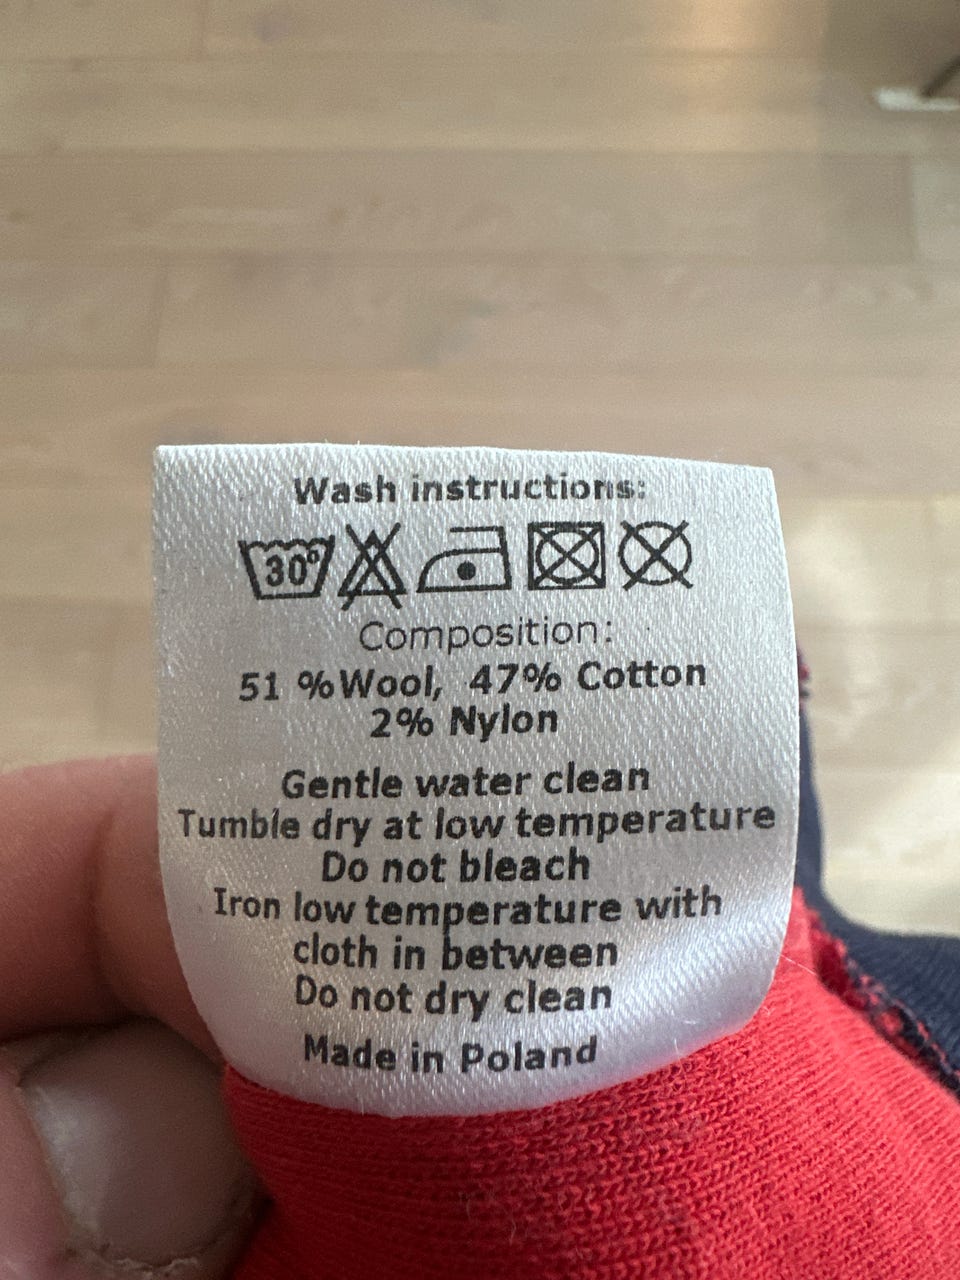 Wash instructions:
30°
Composition:
51 %Wool, 47% Cotton
2% Nylon
Gentle water clean
Tumble dry at low temperature
Do not bleach
Iron low temperature with
cloth in between
Do not dry clean
Made in Poland